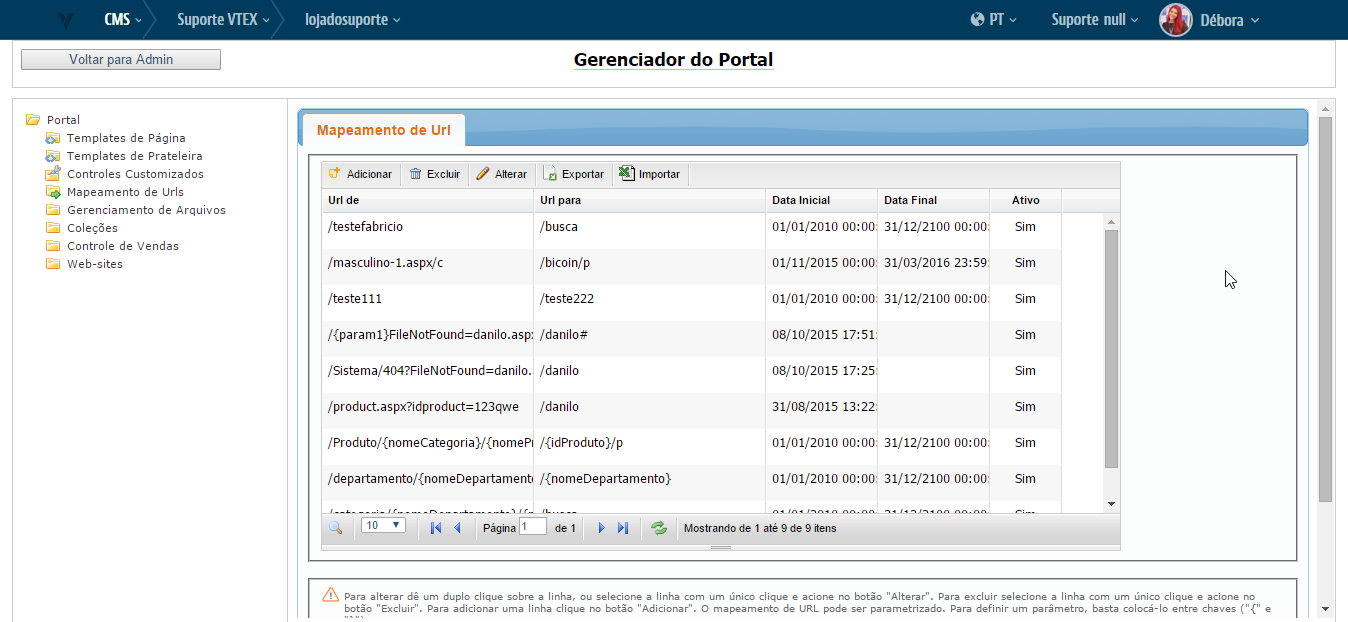 CMS Suporte VTEX lojadosuporte PT Suporte null Débora
Voltar para Admin
Gerenciador do Portal
Portal
Templates de Página
Templates de Prateleira
Controles Customizados
Mapeamento de Urls
Gerenciamento de Arquivos
Coleções
Controle de Vendas
Web-sites
Mapeamento de Url
Adicionar Excluir Alterar Exportar Importar
Url de Url para Data Inicial Data Final Ativo
/testefabricio /busca 01/01/2010 00:00: 31/12/2100 00:00: Sim
/masculino-1.aspx/c /bicoin/p 01/11/2015 00:00: 31/03/2016 23:59: Sim
/teste111 /teste222 01/01/2010 00:00: 31/12/2100 00:00: Sim
/{param1}FileNotFound=danilo.aspx /danilo# 08/10/2015 17:51: Sim
/Sistema/404?FileNotFound=danilo. /danilo 08/10/2015 17:25: Sim
/product.aspx?idproduct=123qwe /danilo 31/08/2015 13:22: Sim
/Produto/{nomeCategoria}/{nomePr /{idProduto}/p 01/01/2010 00:00: 31/12/2100 00:00: Sim
/departamento/{nomeDepartamento /{nomeDepartamento} 01/01/2010 00:00: 31/12/2100 00:00: Sim
10 Página 1 de 1 Mostrando de 1 até 9 de 9 itens
Para alterar dê um duplo clique sobre a linha, ou selecione a linha com um único clique e acione no botão "Alterar". Para excluir selecione a linha com um único clique e acione no
botão "Excluir". Para adicionar uma linha clique no botão "Adicionar". O mapeamento de URL pode ser parametrizado. Para definir um parâmetro, basta colocá-lo entre chaves ("{" e